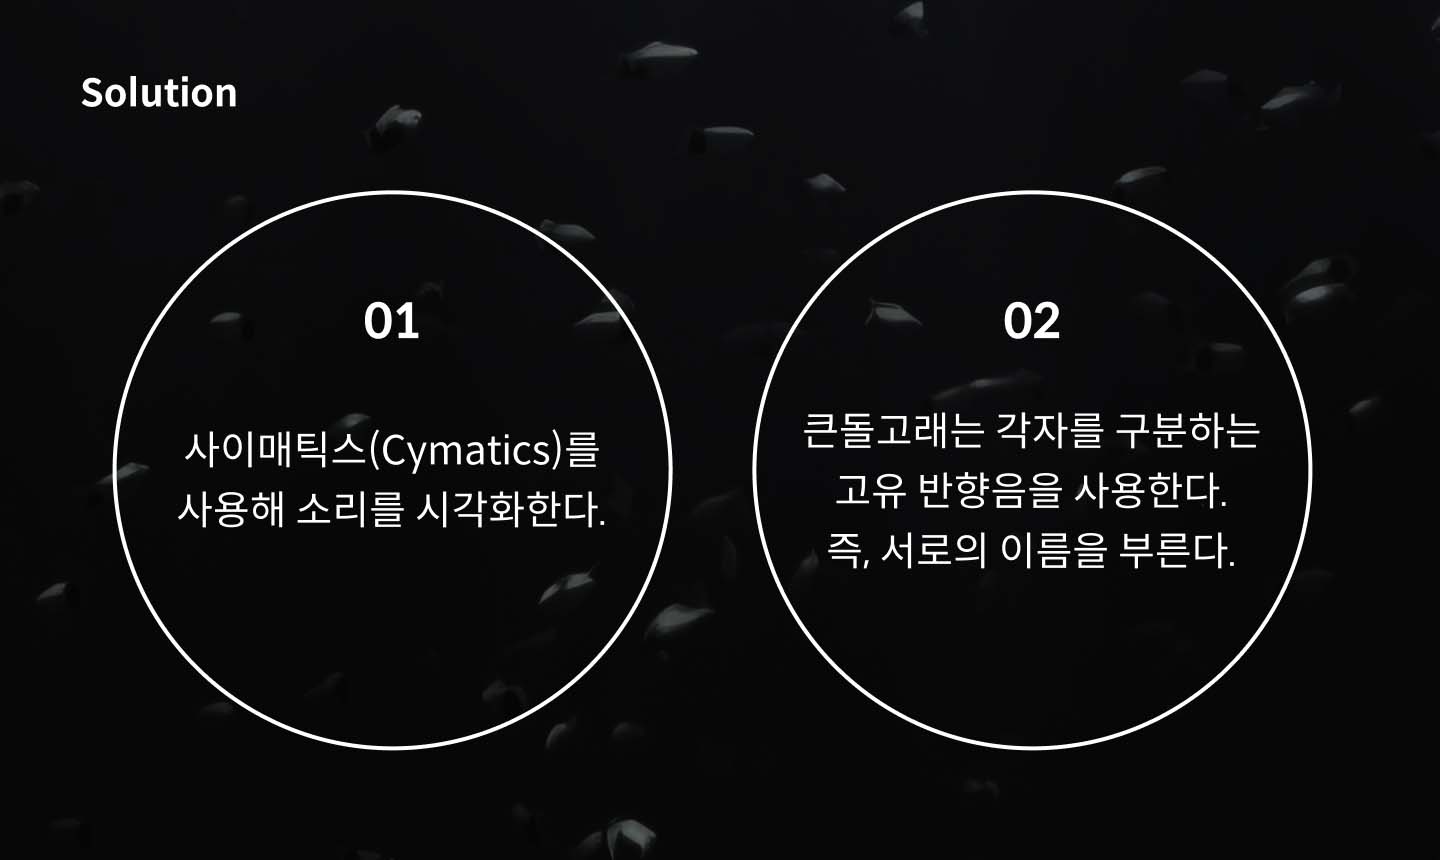 Solution
01
사이매틱스(Cymatics)를
사용해 소리를 시각화한다.
02
큰돌고래는 각자를 구분하는
고유 반향음을 사용한다.
즉, 서로의 이름을 부른다.